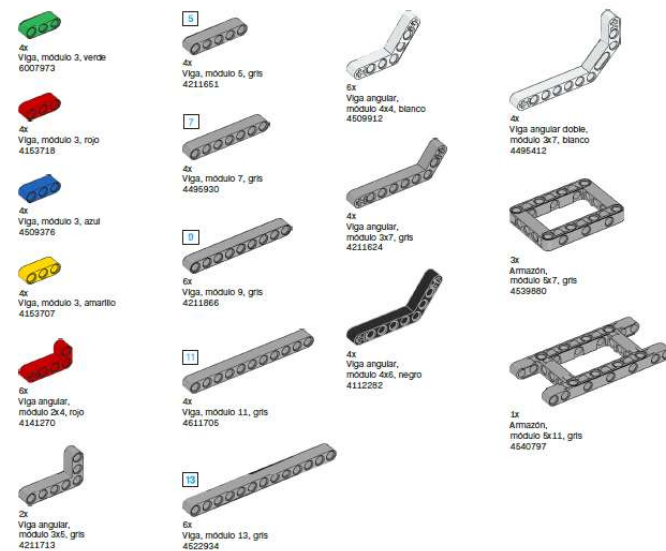 4x
Viga, módulo 3, verde
6007973
4x
Viga, módulo 3, rojo
4153718
4x
Viga, módulo 3, azul
4509376
4x
Viga, módulo 3, amarillo
4153707
6x
Viga angular,
módulo 2x4, rojo
4141270
2x
Viga angular,
módulo 3x5, gris
4211713
5
4x
Viga, módulo 5, gris
4211651
7
4x
Viga, módulo 7, gris
4495930
9
6x
Viga, módulo 9, gris
4211866
11
4x
Viga, módulo 11, gris
4611705
13
6x
Viga, módulo 13, gris
4522934
6x
Viga angular,
módulo 4x4, blanco
4509912
4x
Viga angular,
módulo 3x7, gris
4211624
4x
Viga angular,
módulo 4x6, negro
4112282
4x
Viga angular doble,
módulo 3x7, blanco
4495412
3x
Armazón,
módulo 5x7, gris
4539880
1x
Armazón,
módulo 5x11, gris
4540797